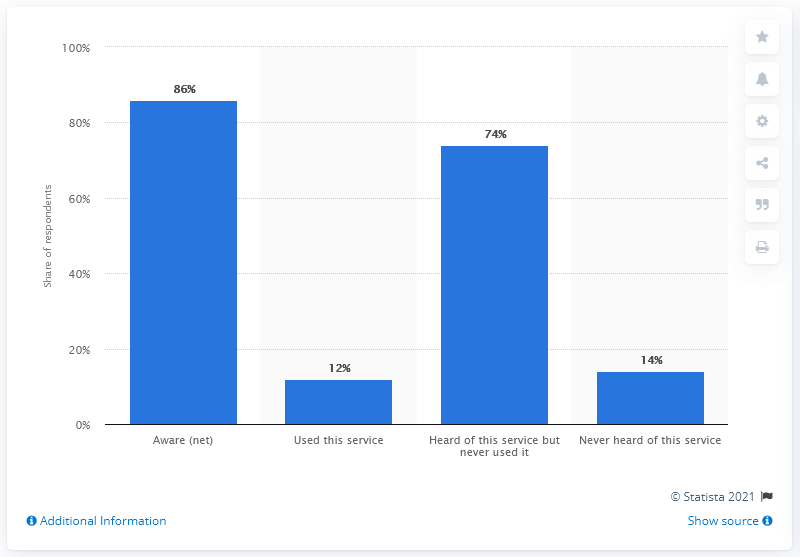 100%
80%
60%
40%
20%
0%
Share of respondents
86%
12%
74%
14%
Aware (net)
Used this service
Heard of this service but
never used it
Never heard of this service
© Statista 2021
Additional Information
Show source